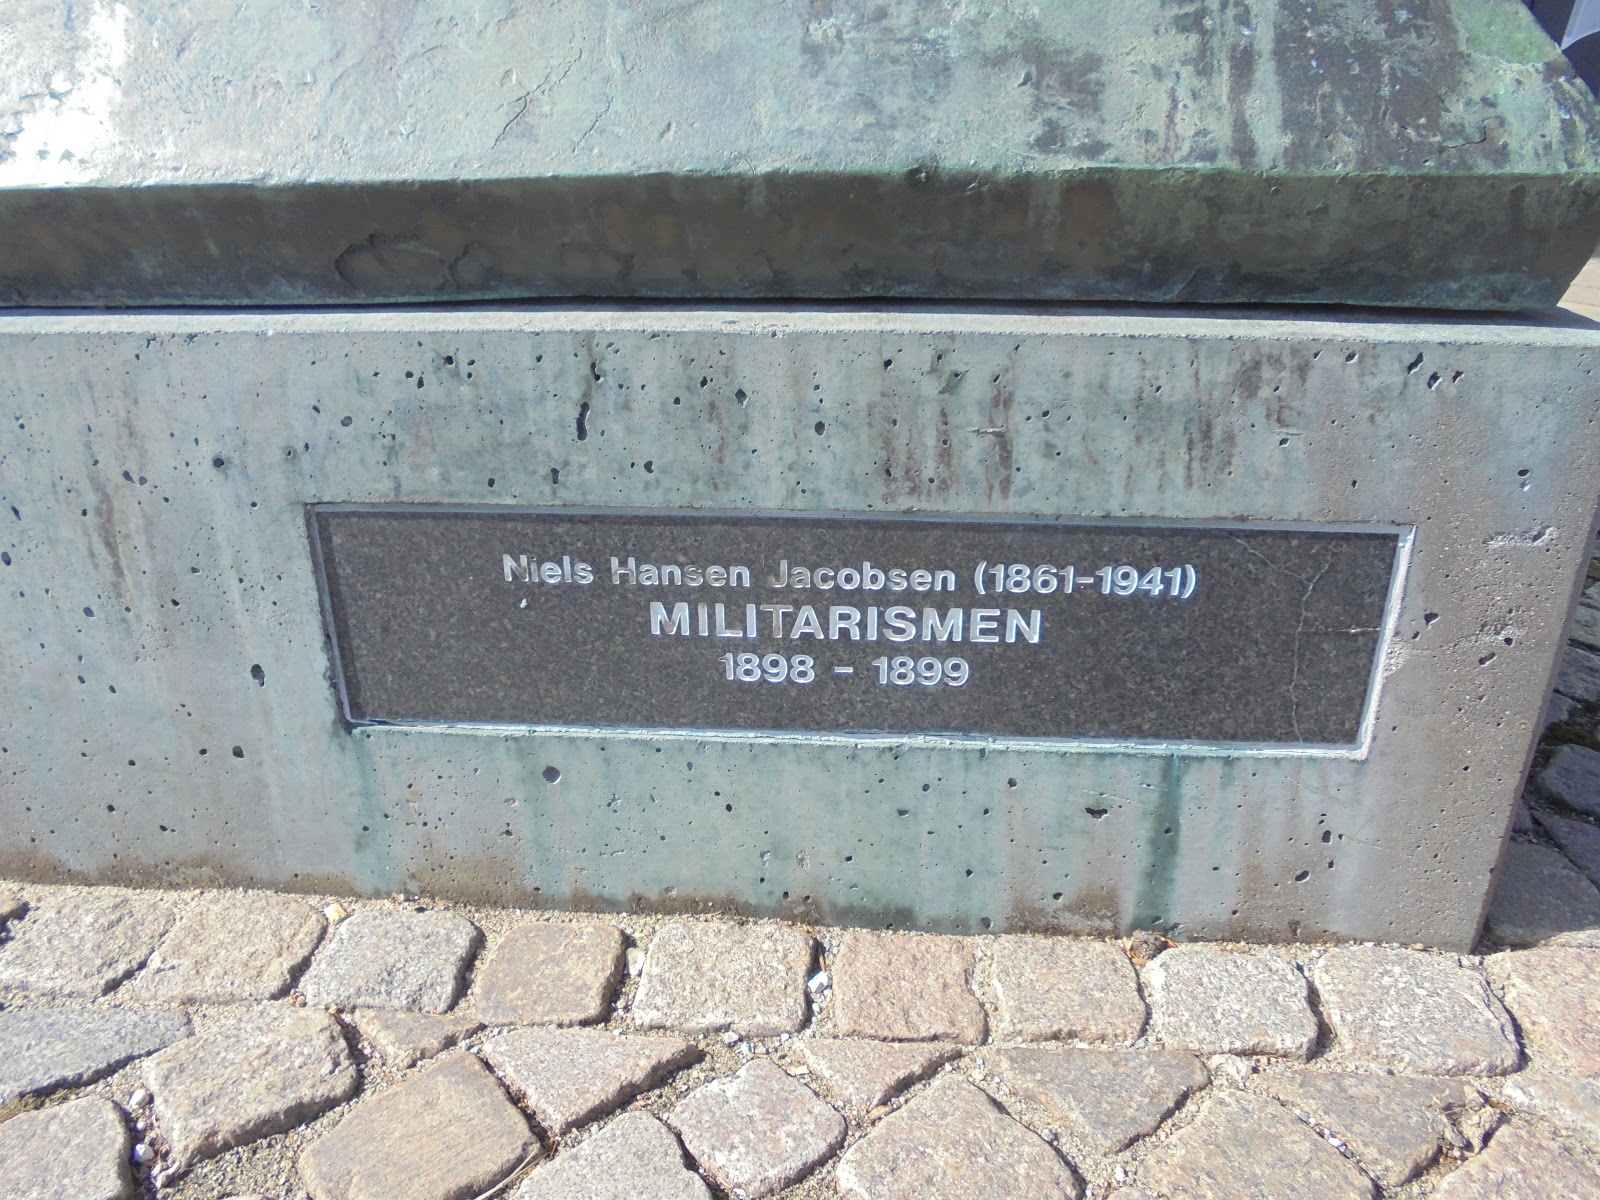 Niels Hansen Jacobsen (1861-1941)
MILITARISMEN
1898 - 1899